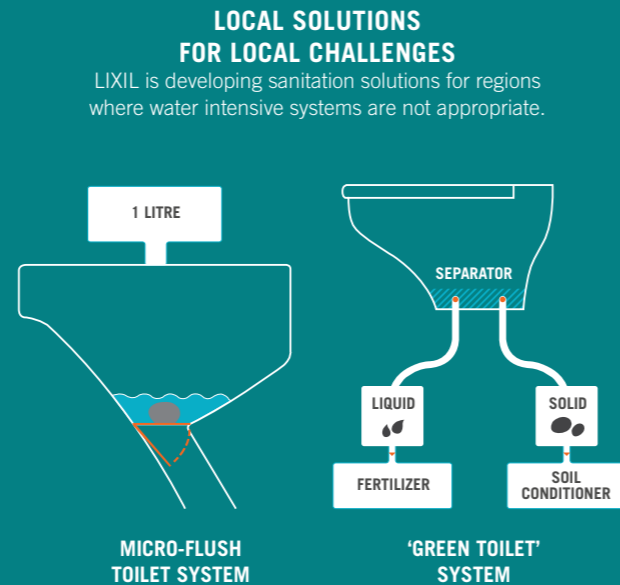 LOCAL SOLUTIONS
FOR LOCAL CHALLENGES
LIXIL is developing sanitation solutions for regions
where water intensive systems are not appropriate.
1 LITRE
SEPARATOR
LIQUID
SOLID
FERTILIZER
SOIL
CONDITIONER
MICRO-FLUSH
TOILET SYSTEM
‘GREEN TOILET’
SYSTEM